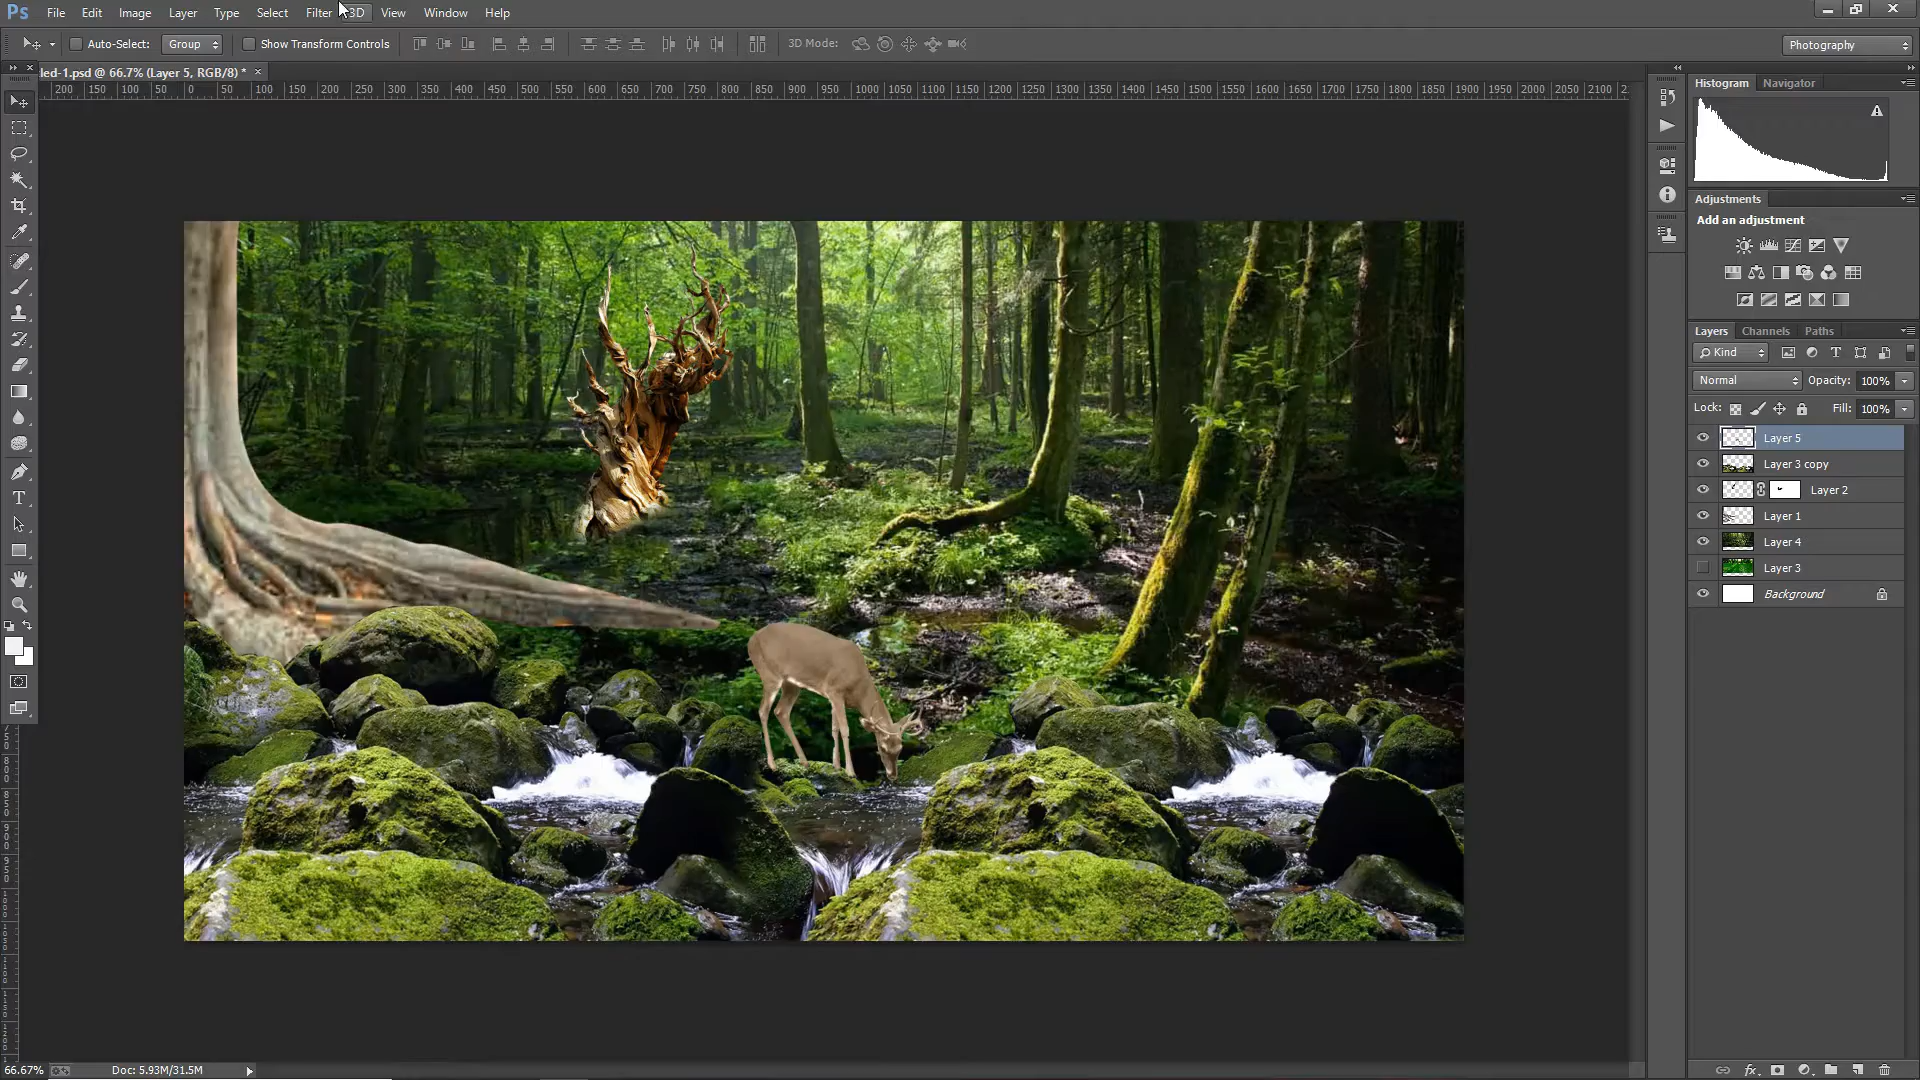 Ps File Edit Image Layer Type Select Filter 3D View Window Help
Auto-Select: Group Show Transform Controls 3D Mode: Photography
led-1.psd @ 66.7% (Layer 5, RGB/8) * ×
200 150 100 50 0 50 100 150 200 250 300 350 400 450 500 550 600 650 700 750 800 850 900 950 1000 1050 1100 1150 1200 1250 1300 1350 1400 1450 1500 1550 1600 1650 1700 1750 1800 1850 1900 1950 2000 2050 2100
Histogram Navigator
Adjustments
Add an adjustment
Layers Channels Paths
Kind
Normal Opacity: 100%
Lock: Fill: 100%
Layer 5
Layer 3 copy
Layer 2
Layer 1
Layer 4
Layer 3
Background
66.67% Doc: 5.93M/31.5M